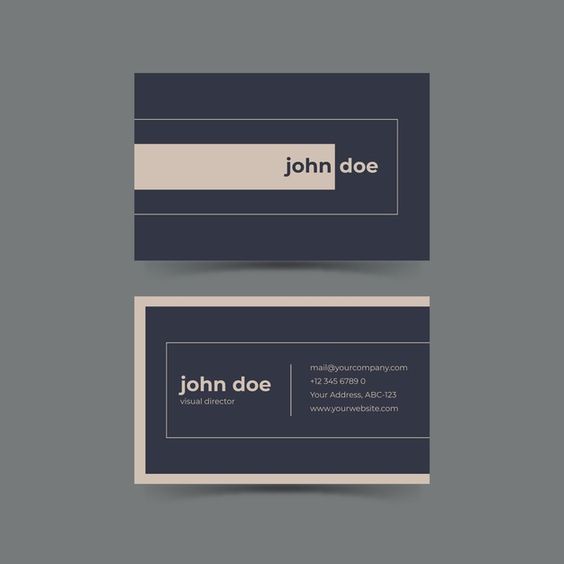 john doe
john doe
visual director
mail@yourcompany.com
+12 345 6789 0
Your Address, ABC-123
www.yourwebsite.com